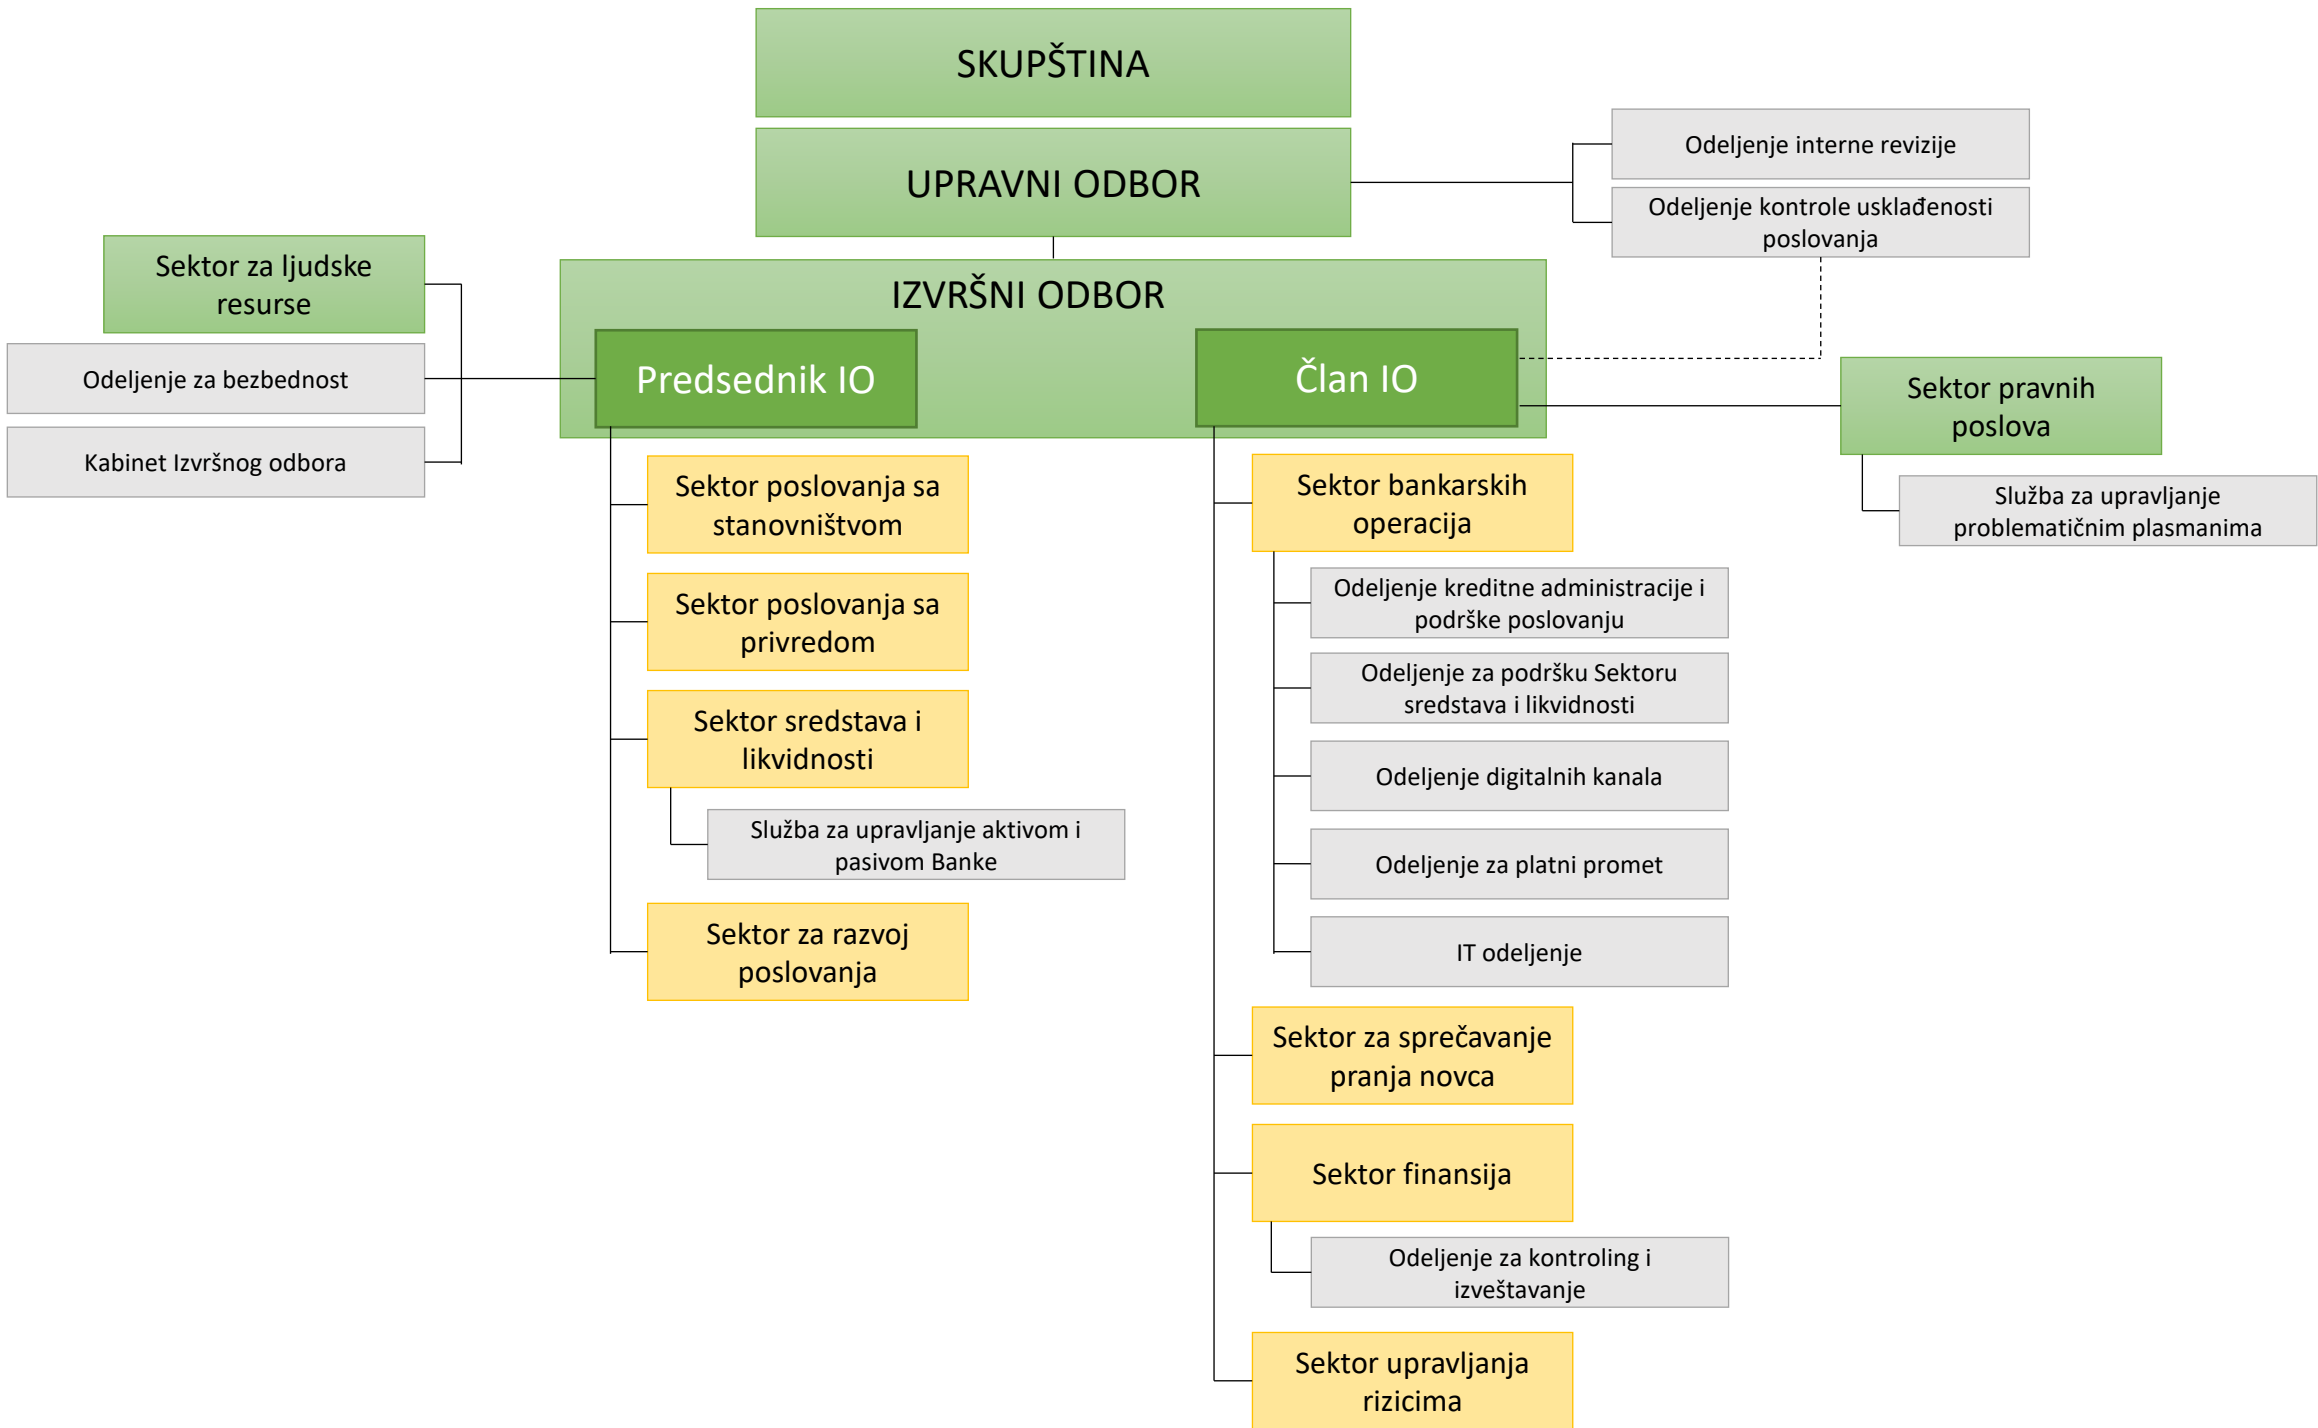 SKUPŠTINA
UPRAVNI ODBOR
Odeljenje interne revizije
Odeljenje kontrole usklađenosti
poslovanja
IZVRŠNI ODBOR
Sektor za ljudske
resurse
Odeljenje za bezbednost
Kabinet Izvršnog odbora
Predsednik IO
Član IO
Sektor pravnih
poslova
Služba za upravljanje
problematičnim plasmanima
Sektor poslovanja sa
stanovništvom
Sektor poslovanja sa
privredom
Sektor sredstava i
likvidnosti
Služba za upravljanje aktivom i
pasivom Banke
Sektor za razvoj
poslovanja
Sektor bankarskih
operacija
Odeljenje kreditne administracije i
podrške poslovanju
Odeljenje za podršku Sektoru
sredstava i likvidnosti
Odeljenje digitalnih kanala
Odeljenje za platni promet
IT odeljenje
Sektor za sprečavanje
pranja novca
Sektor finansija
Odeljenje za kontroling i
izveštavanje
Sektor upravljanja
rizicima